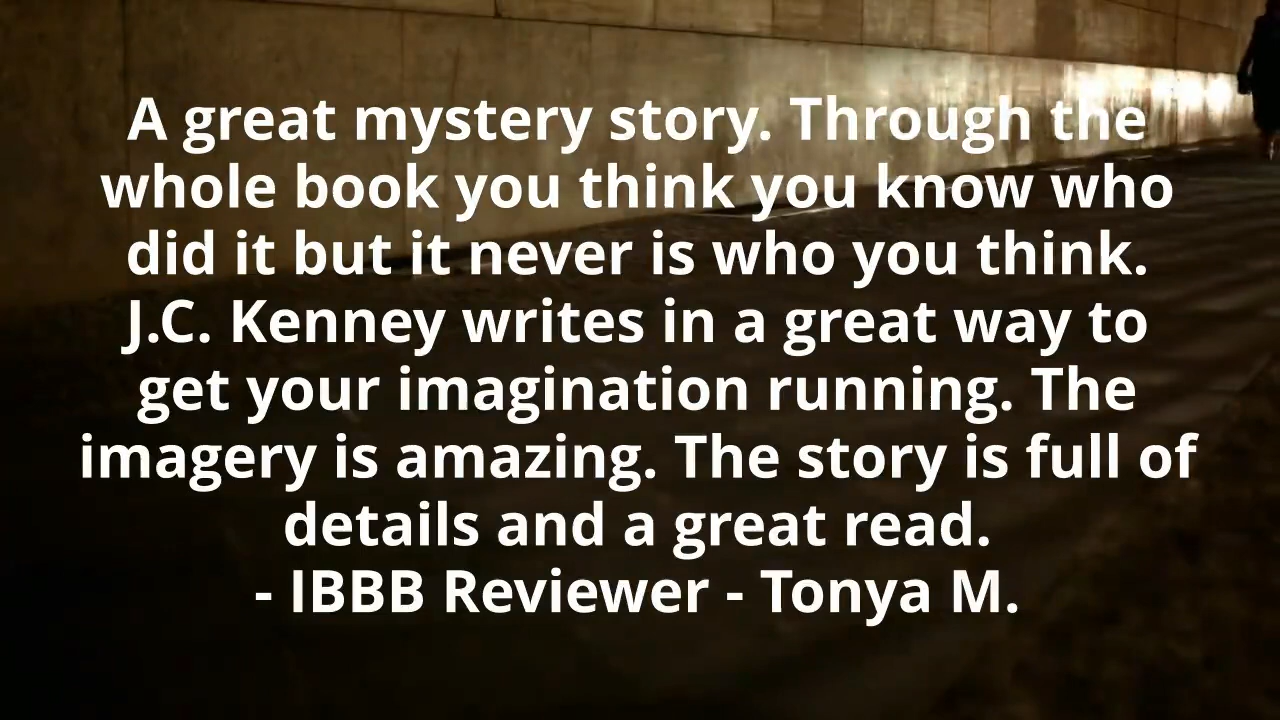 A great mystery story. Through the
whole book you think you know who
did it but it never is who you think.
J.C. Kenney writes in a great way to
get your imagination running. The
imagery is amazing. The story is full of
details and a great read.
- IBBB Reviewer - Tonya M.